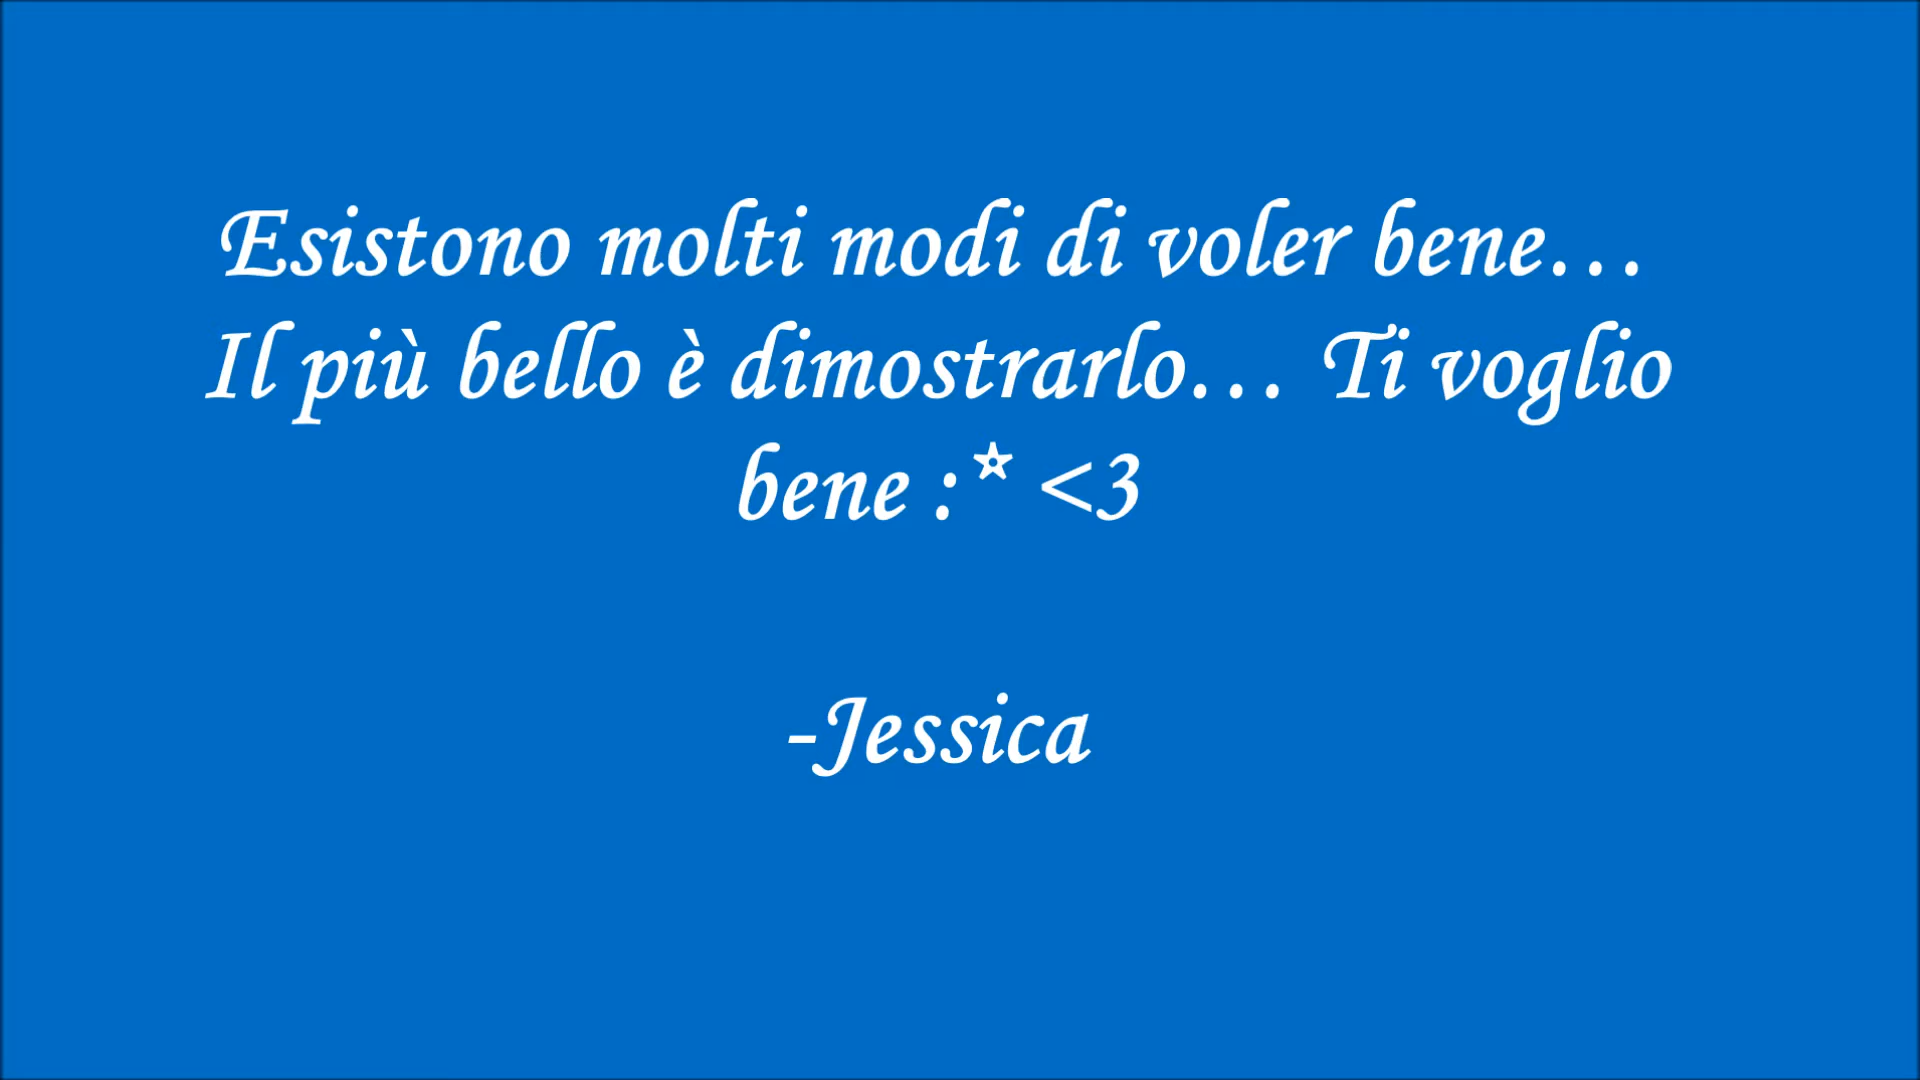 Esistono molti modi di voler bene…
Il più bello è dimostrarlo… Ti voglio
bene :* <3
-Jessica